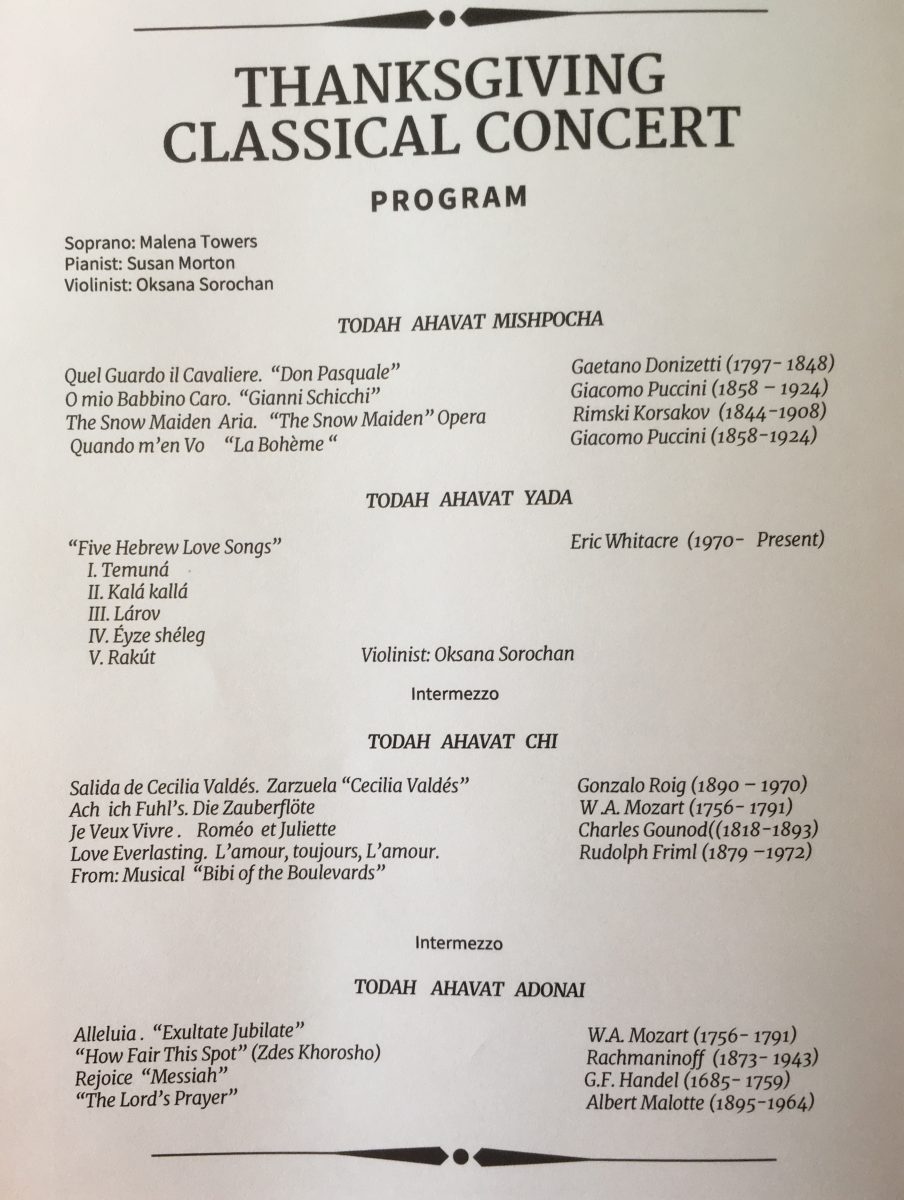 THANKSGIVING
CLASSICAL CONCERT
PROGRAM
Soprano: Malena Towers
Pianist: Susan Morton
Violinist: Oksana Sorochan
TODAH AHAVAT MISHPOCHA
Quel Guardo il Cavaliere. “Don Pasquale” Gaetano Donizetti (1797- 1848)
O mio Babbino Caro. “Gianni Schicchi” Giacomo Puccini (1858 – 1924)
The Snow Maiden Aria. “The Snow Maiden” Opera Rimski Korsakov (1844-1908)
Quando m’en Vo “La Bohème “ Giacomo Puccini (1858-1924)
TODAH AHAVAT YADA
“Five Hebrew Love Songs” Eric Whitacre (1970- Present)
I. Temuná
II. Kalá kallá
III. Lárov
IV. Éyze shéleg
V. Rakút Violinist: Oksana Sorochan
Intermezzo
TODAH AHAVAT CHI
Salida de Cecilia Valdés. Zarzuela “Cecilia Valdés” Gonzalo Roig (1890 – 1970)
Ach ich Fuhl’s. Die Zauberflöte W .A. Mozart (1756- 1791)
Je Veux Vivre . Roméo et Juliette Charles Gounod((1818-1893)
Love Everlasting. L’amour, toujours, L’amour. Rudolph Friml (1879 –1972)
From: Musical “Bibi of the Boulevards”
Intermezzo
TODAH AHAVAT ADONAI
Alleluia . “Exultate Jubilate” W.A. Mozart (1756- 1791)
“How Fair This Spot” (Zdes Khorosho) Rachmaninoff (1873- 1943)
Rejoice “Messiah” G.F. Handel (1685- 1759)
“The Lord’s Prayer” Albert Malotte (1895-1964)